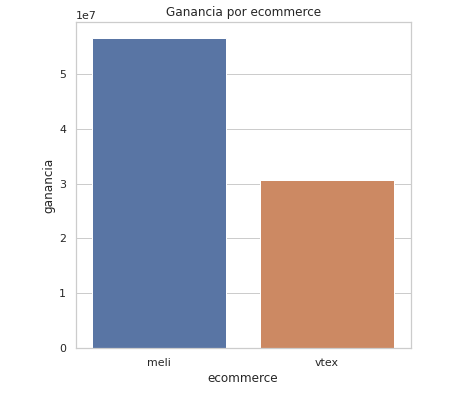 Ganancia por ecommerce
1e7
5
4
3
2
1
0
ganancia
meli
vtex
ecommerce